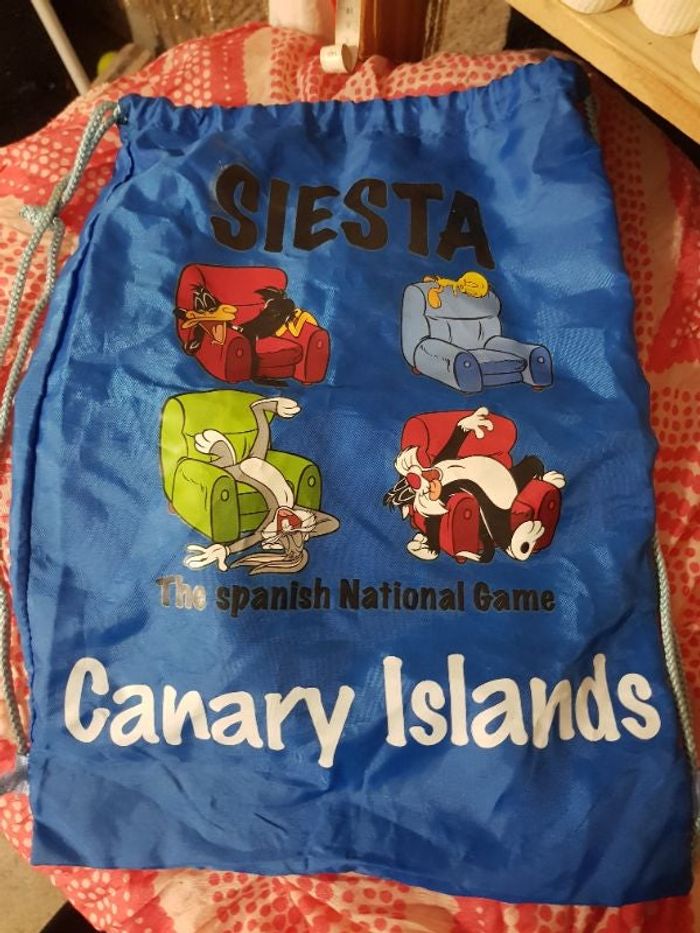 SIESTA
The spanish National Game
Canary Islands